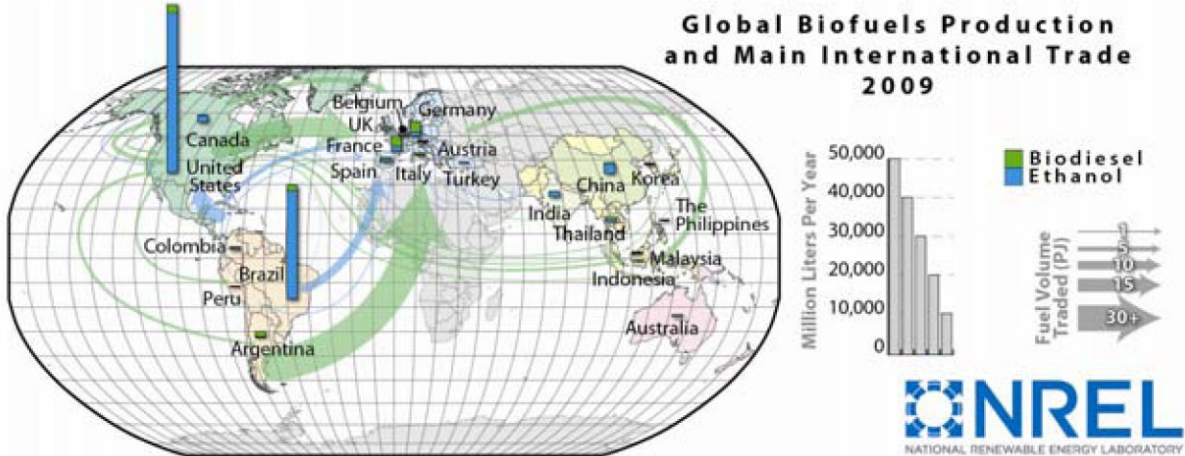 Global Biofuels Production
and Main International Trade
2009
Belgium
Germany
UK
Canada
France
Austria
United
States
Spain
Italy
Turkey
China
Korea
India
The
Philippines
Thailand
Colombia
Brazil
Malaysia
Indonesia
Peru
Australia
Argentina
Million Liters Per Year
50,000
40,000
30,000
20,000
10,000
0
Biodiesel
Ethanol
Fuel Volume
Traded (PJ)
1
5
10
15
30+
NREL
NATIONAL RENEWABLE ENERGY LABORATORY